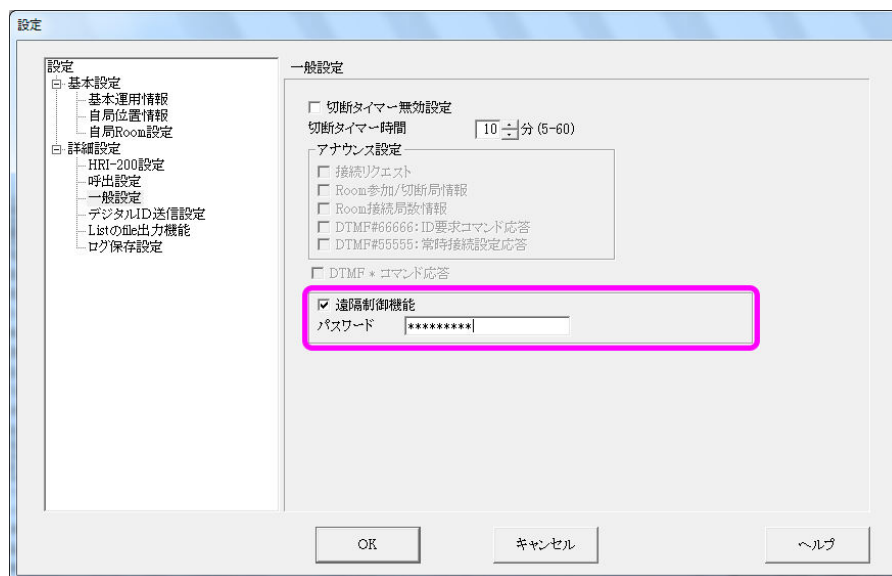 設定
設定
基本設定
基本運用情報
自局位置情報
自局Room設定
詳細設定
HRI-200設定
呼出設定
一般設定
デジタルID送信設定
Listのfile出力機能
ログ保存設定
一般設定
切断タイマー無効設定
切断タイマー時間 10 分(5-60)
アナウンス設定
接続リクエスト
Room参加/切断局情報
Room接続局数情報
DTMF#66666:ID要求コマンド応答
DTMF#55555:常時接続設定応答
DTMF * コマンド応答
遠隔制御機能
パスワード *********
OK キャンセル ヘルプ